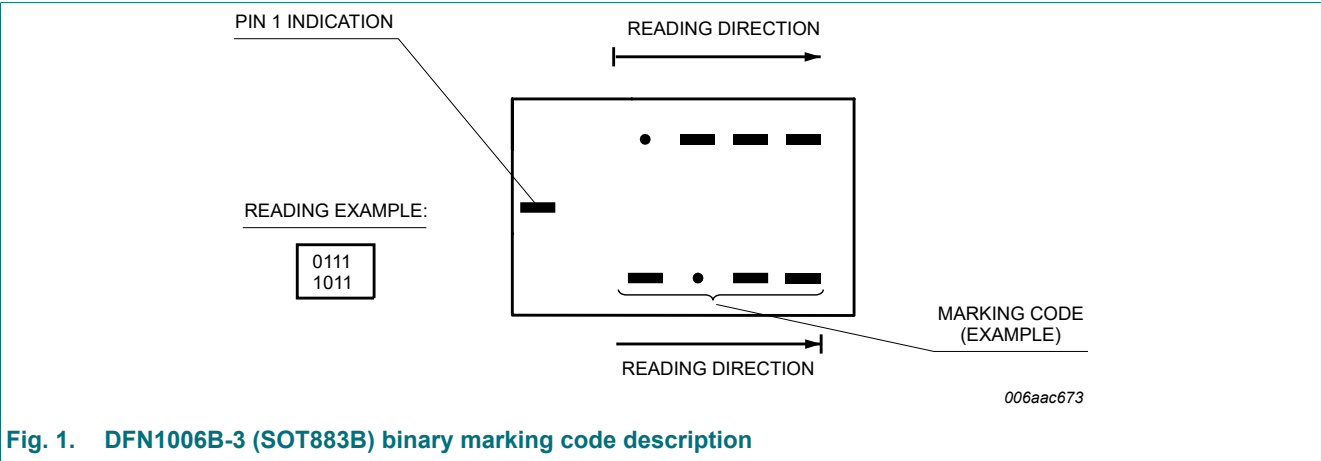 PIN 1 INDICATION
READING DIRECTION
READING EXAMPLE:
0111
1011
MARKING CODE
(EXAMPLE)
READING DIRECTION
006aac673
Fig. 1. DFN1006B-3 (SOT883B) binary marking code description